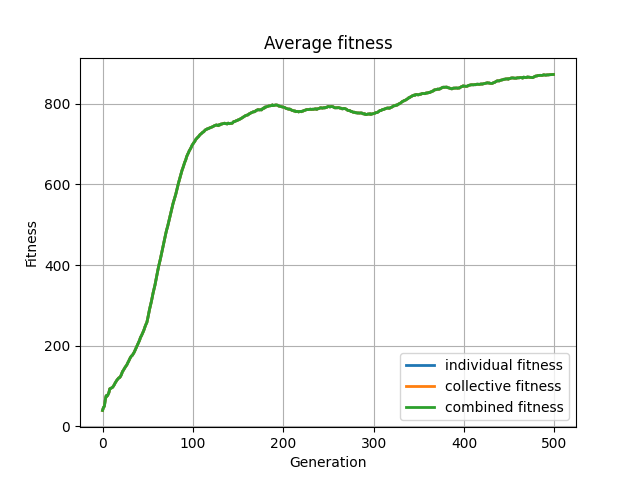 Average fitness
Fitness
800
600
400
200
0
0 100 200 300 400 500
Generation
individual fitness
collective fitness
combined fitness